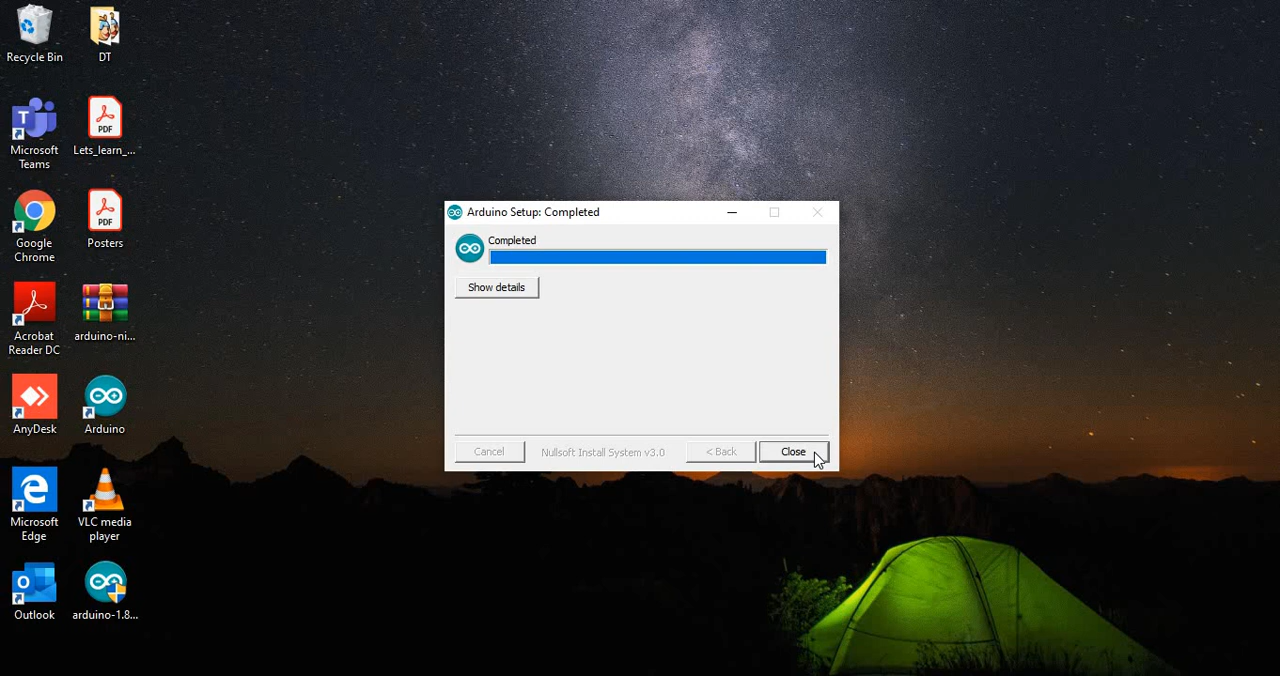 Recycle Bin
DT
Microsoft
Teams
PDF
Lets_learn_...
Google
Chrome
PDF
Posters
Acrobat
Reader DC
arduino-ni...
AnyDesk
Arduino
Microsoft
Edge
VLC media
player
Outlook
arduino-1.8...
Arduino Setup: Completed
Completed
Show details
Cancel
Nullsoft Install System v3.0
< Back
Close